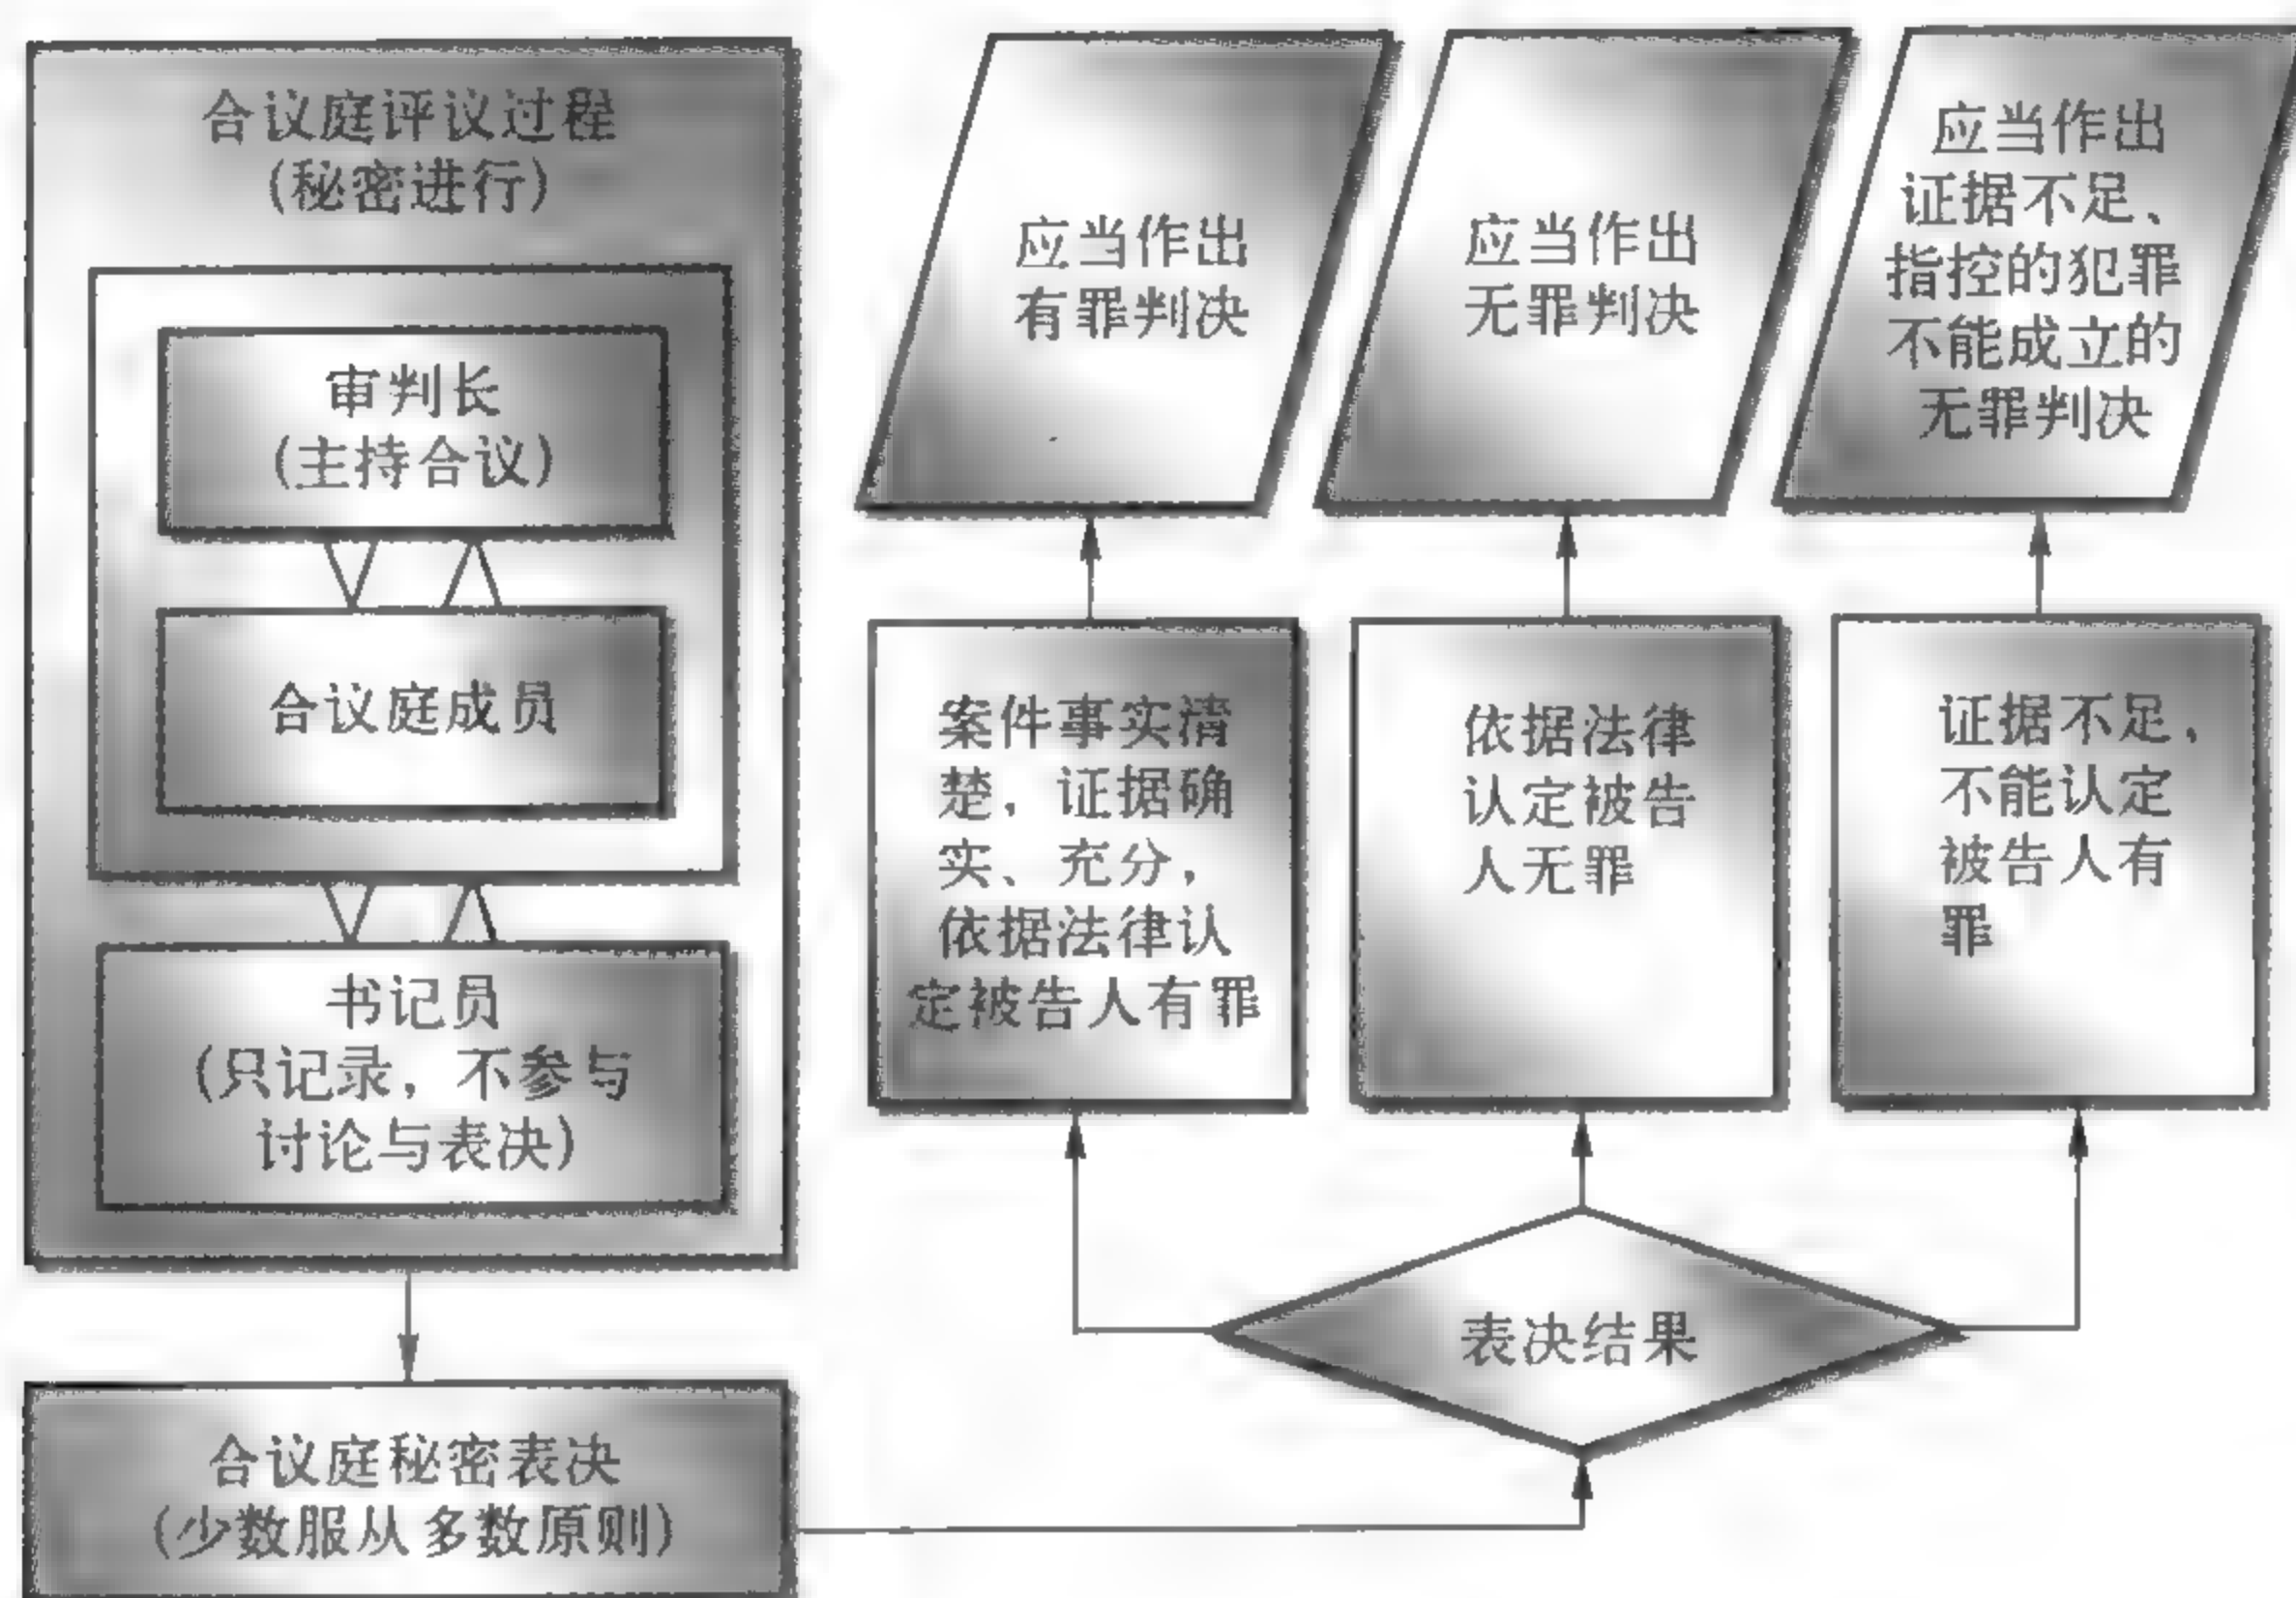 合议庭评议过程
(秘密进行)
审判长
(主持合议)
合议庭成员
书记员
(只记录，不参与
讨论与表决)
合议庭秘密表决
(少数服从多数原则)
表决结果
案件事实清
楚，证据确
实、充分，
依据法律认
定被告人有罪
应当作出
有罪判决
依据法律
认定被告
人无罪
应当作出
无罪判决
证据不足，
不能认定
被告人有
罪
应当作出
证据不足、
指控的犯罪
不能成立的
无罪判决